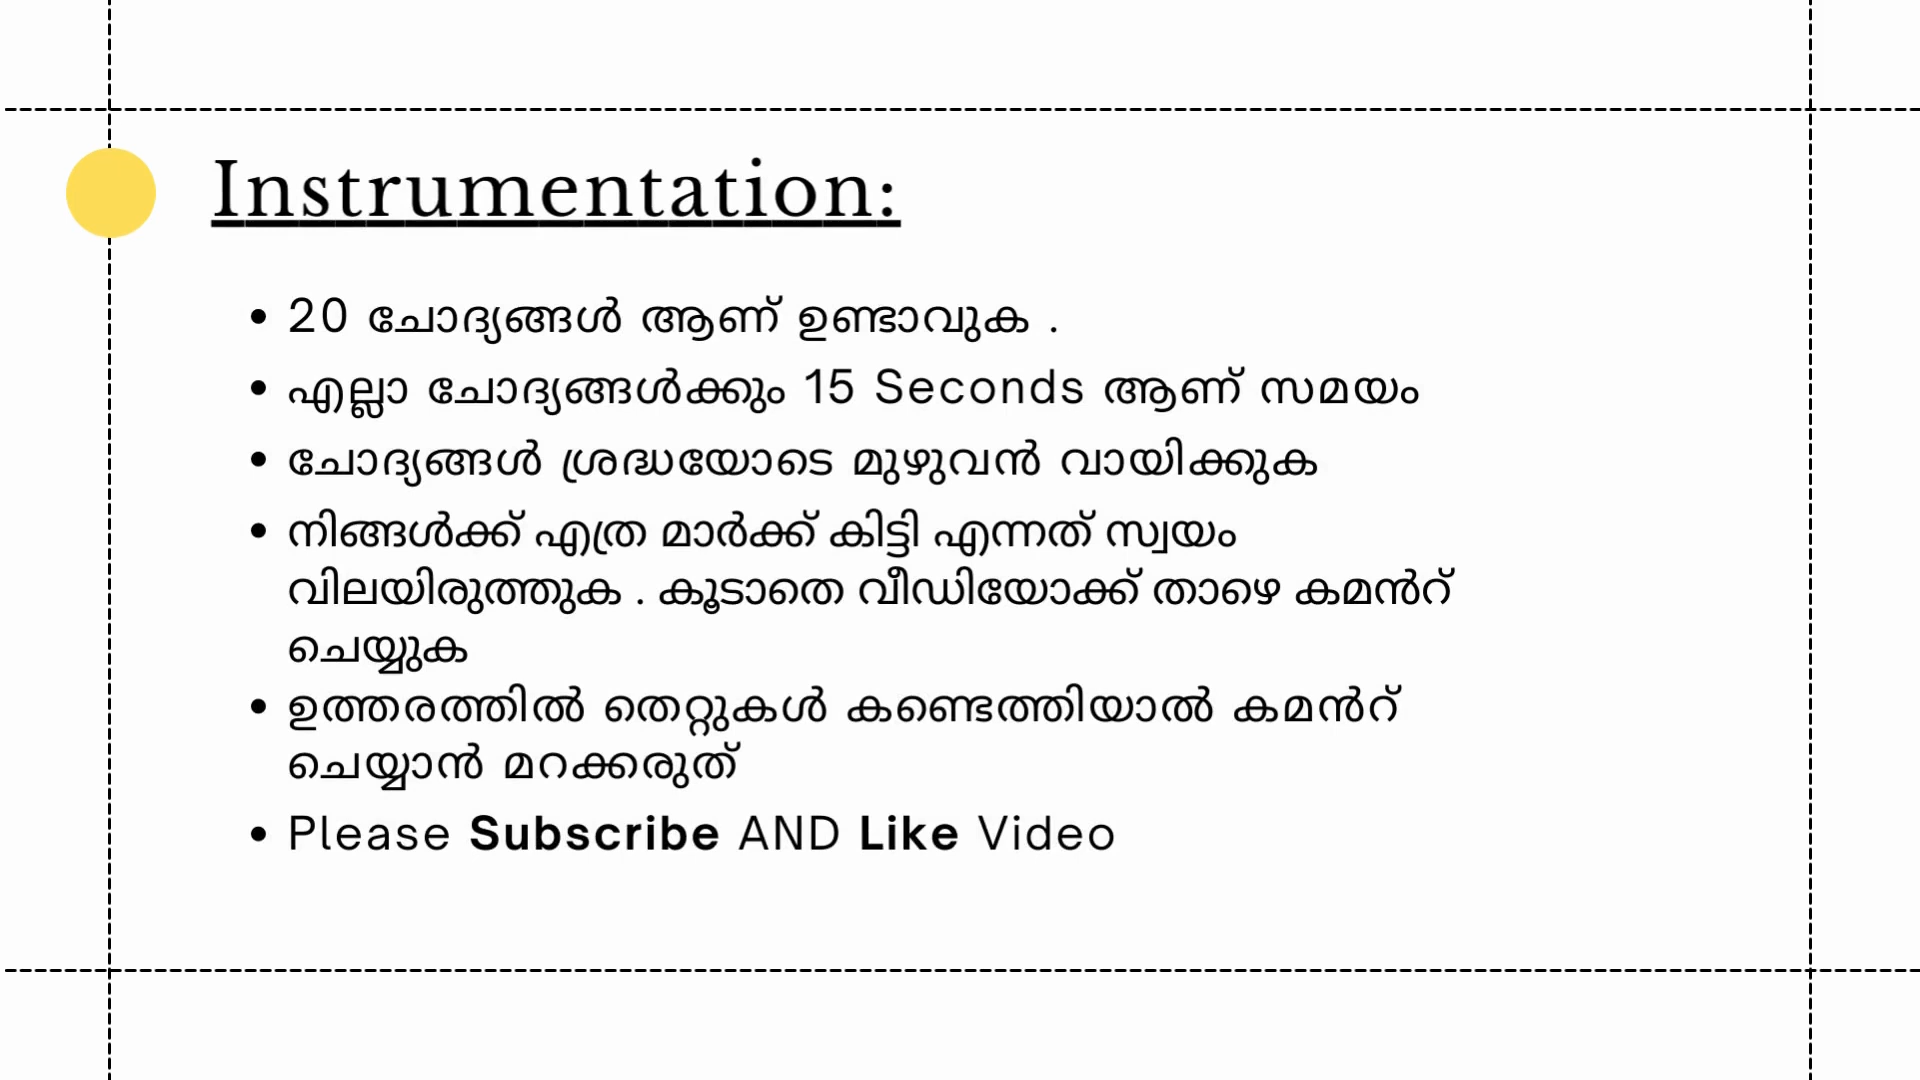 Instrumentation:
• 20 ചോദ്യങ്ങൾ ആണ് ഉണ്ടാവുക .
• എല്ലാ ചോദ്യങ്ങൾക്കും 15 Seconds ആണ് സമയം
• ചോദ്യങ്ങൾ ശ്രദ്ധയോടെ മുഴുവൻ വായിക്കുക
• നിങ്ങൾക്ക് എത്ര മാർക്ക് കിട്ടി എന്നത് സ്വയം
വിലയിരുത്തുക . കൂടാതെ വീഡിയോക്ക് താഴെ കമൻറ്
ചെയ്യുക
• ഉത്തരത്തിൽ തെറ്റുകൾ കണ്ടെത്തിയാൽ കമൻറ്
ചെയ്യാൻ മറക്കരുത്
• Please Subscribe AND Like Video